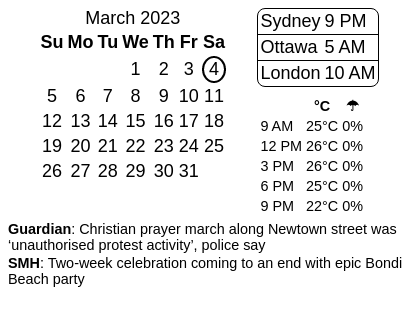 March 2023
Su Mo Tu We Th Fr Sa
1 2 3 4
5 6 7 8 9 10 11
12 13 14 15 16 17 18
19 20 21 22 23 24 25
26 27 28 29 30 31
Sydney 9 PM
Ottawa 5 AM
London 10 AM
°C ☂
9 AM 25°C 0%
12 PM 26°C 0%
3 PM 26°C 0%
6 PM 25°C 0%
9 PM 22°C 0%
Guardian: Christian prayer march along Newtown street was
‘unauthorised protest activity’, police say
SMH: Two-week celebration coming to an end with epic Bondi
Beach party